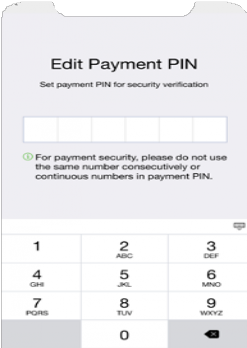 Edit Payment PIN
Set payment PIN for security verification
For payment security, please do not use
the same number consecutively or
continuous numbers in payment PIN.
1 2 3
ABC DEF
4 5 6
GHI JKL MNO
7 8 9
PQRS TUV WXYZ
0